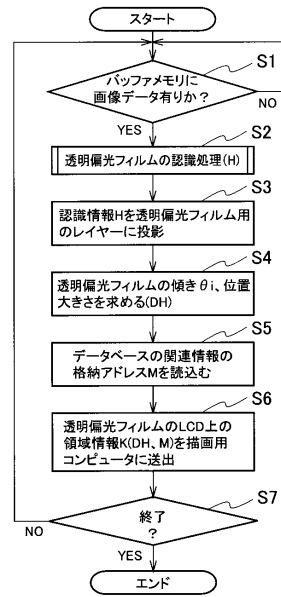 スタート
S1
バッファメモリに
画像データ有りか？
NO
YES
S2
透明偏光フィルムの認識処理(H)
S3
認識情報Hを透明偏光フィルム用
のレイヤーに投影
S4
透明偏光フィルムの傾きθi、位置
大きさを求める(DH)
S5
データベースの関連情報の
格納アドレスMを読込む
S6
透明偏光フィルムのLCD上の
領域情報K(DH、M)を描画用
コンピュータに送出
S7
終了
？
NO
YES
エンド